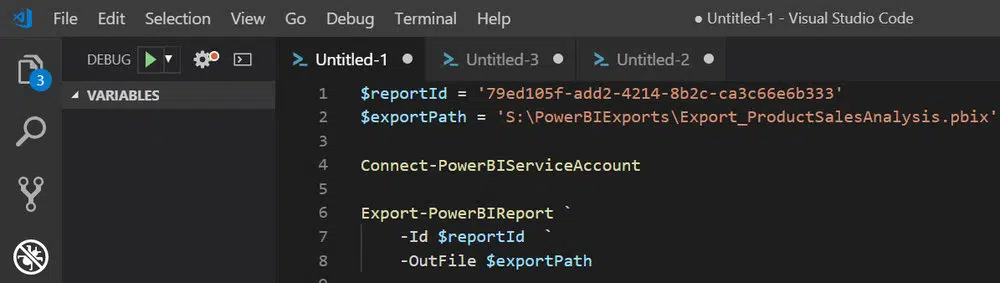 File Edit Selection View Go Debug Terminal Help ● Untitled-1 - Visual Studio Code
DEBUG
Untitled-1 ● Untitled-3 ● Untitled-2 ●
3
VARIABLES
1 $reportId = '79ed105f-add2-4214-8b2c-ca3c66e6b333'
2 $exportPath = 'S:\PowerBIExports\Export_ProductSalesAnalysis.pbix'
3
4 Connect-PowerBIServiceAccount
5
6 Export-PowerBIReport `
7     -Id $reportId  `
8     -OutFile $exportPath